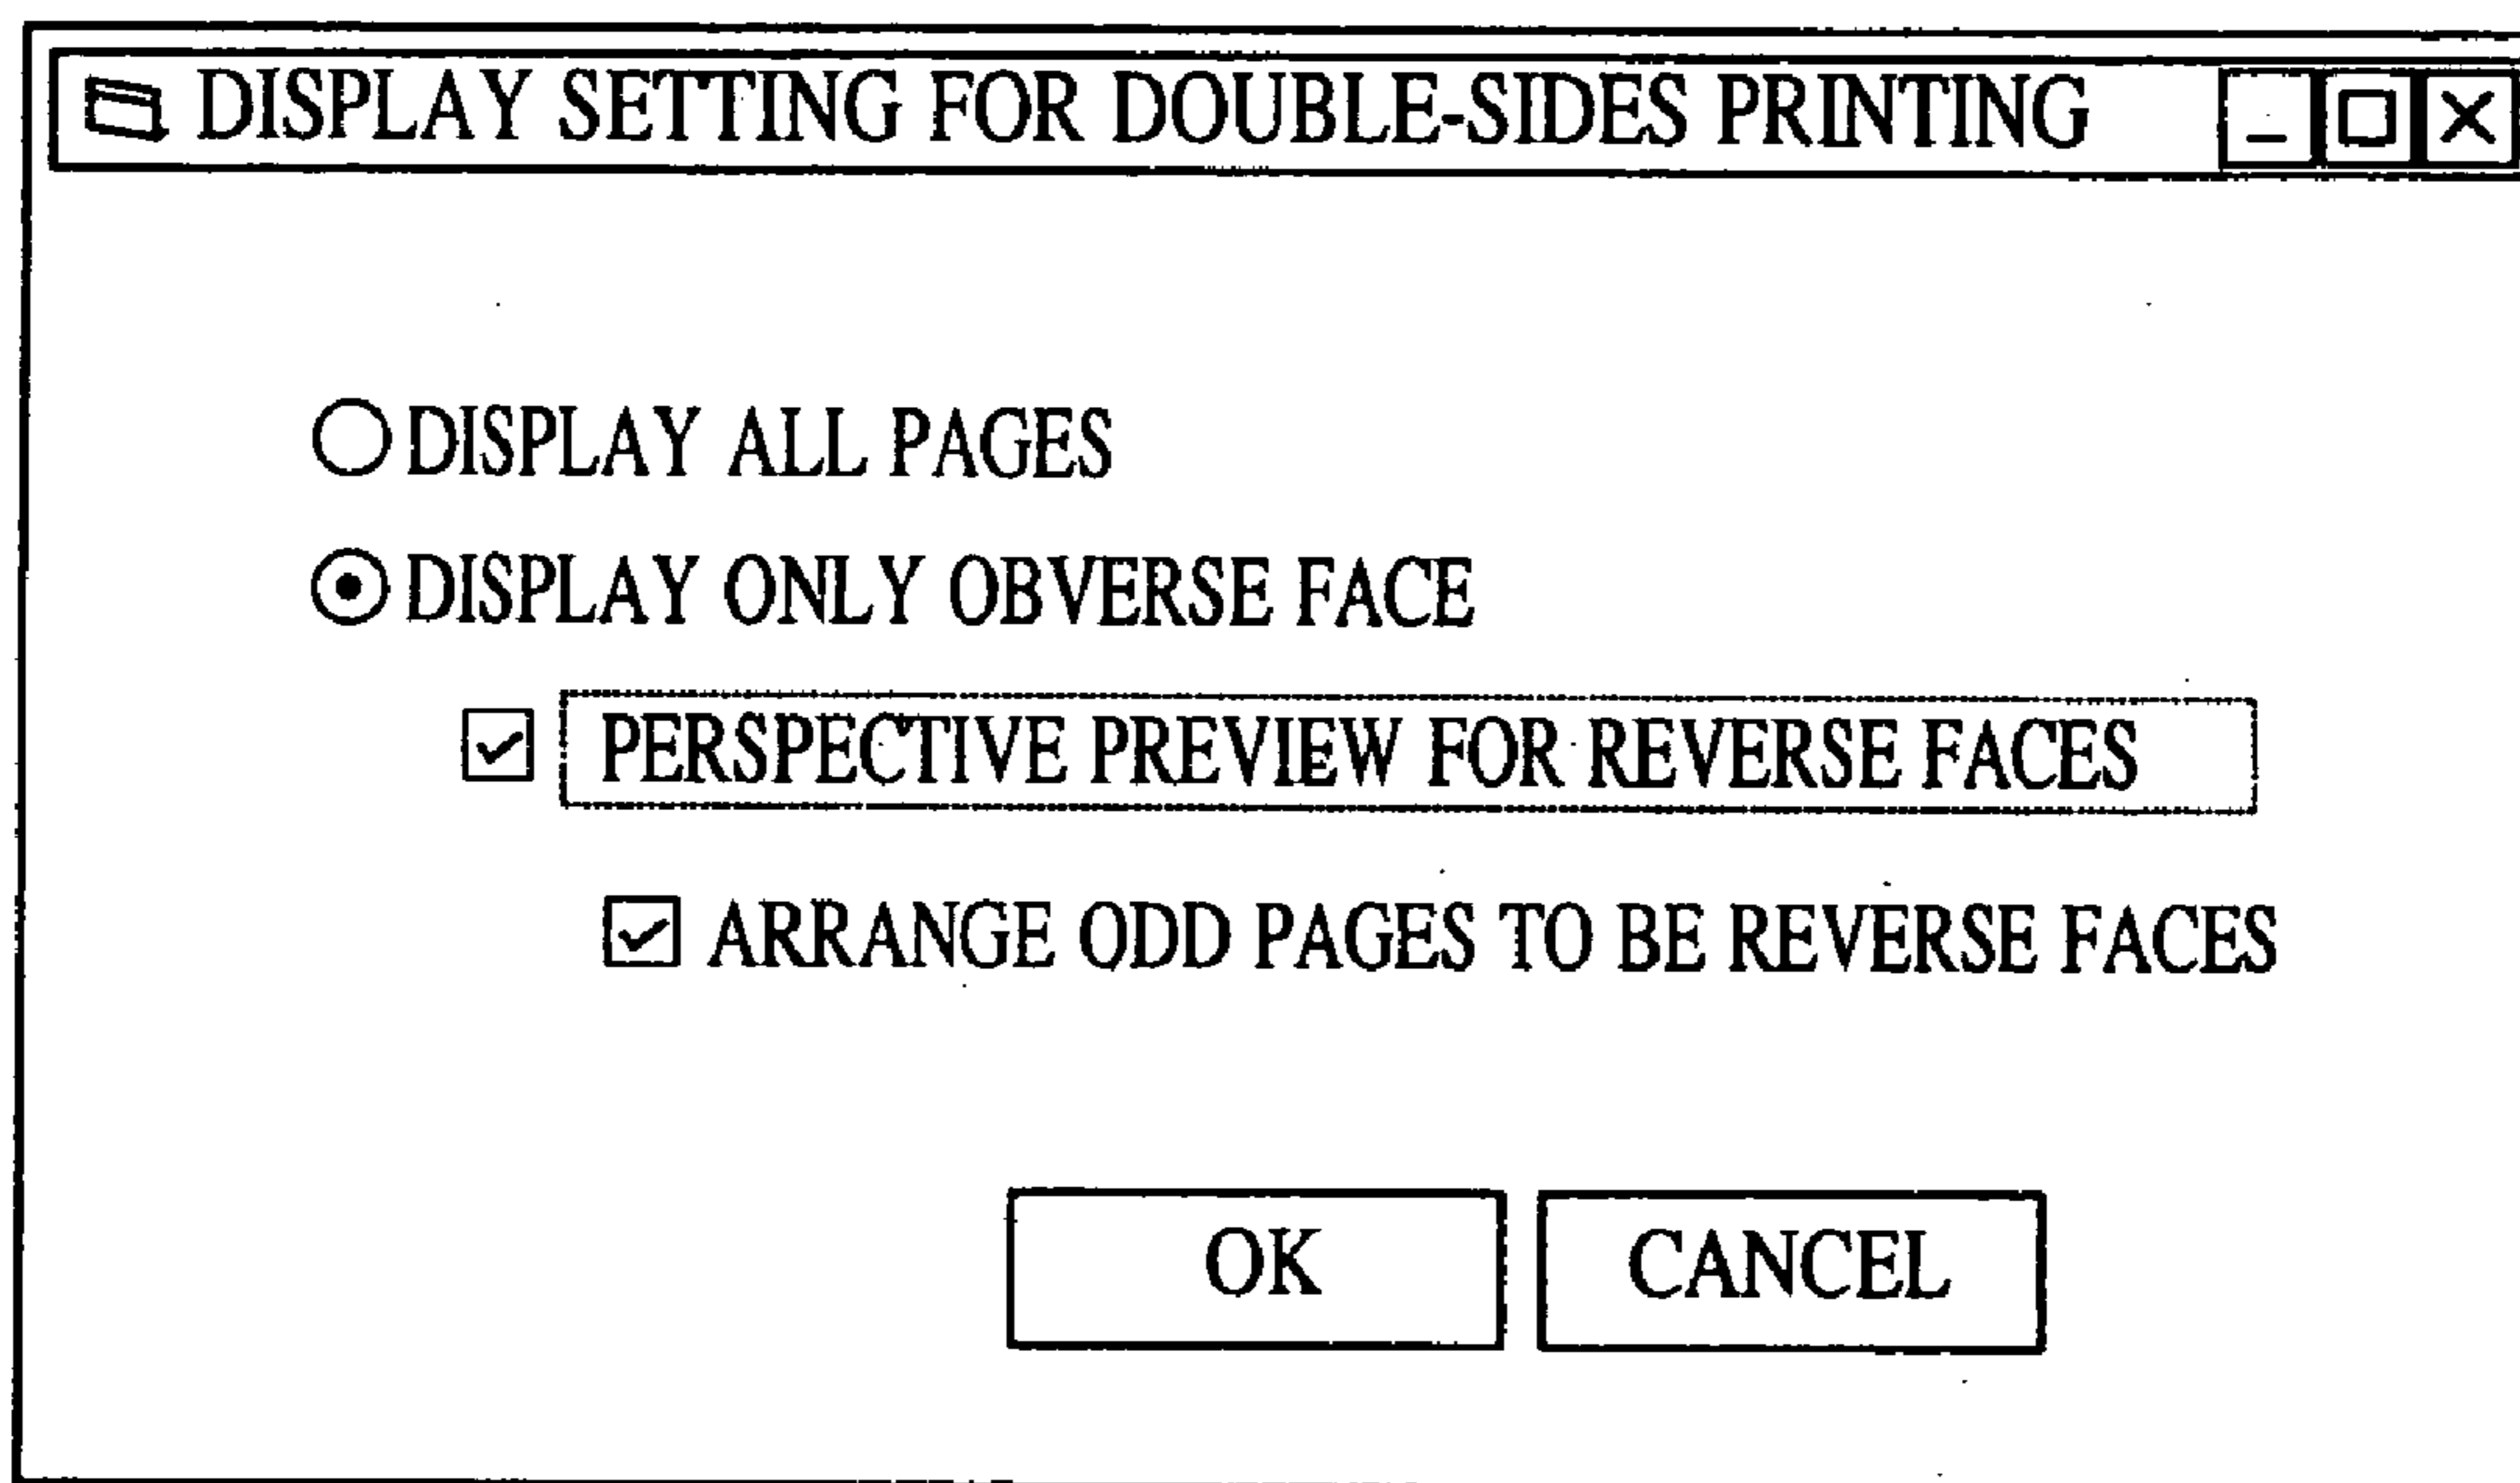 DISPLAY SETTING FOR DOUBLE-SIDES PRINTING
DISPLAY ALL PAGES
DISPLAY ONLY OBVERSE FACE
PERSPECTIVE PREVIEW FOR REVERSE FACES
ARRANGE ODD PAGES TO BE REVERSE FACES
OK
CANCEL